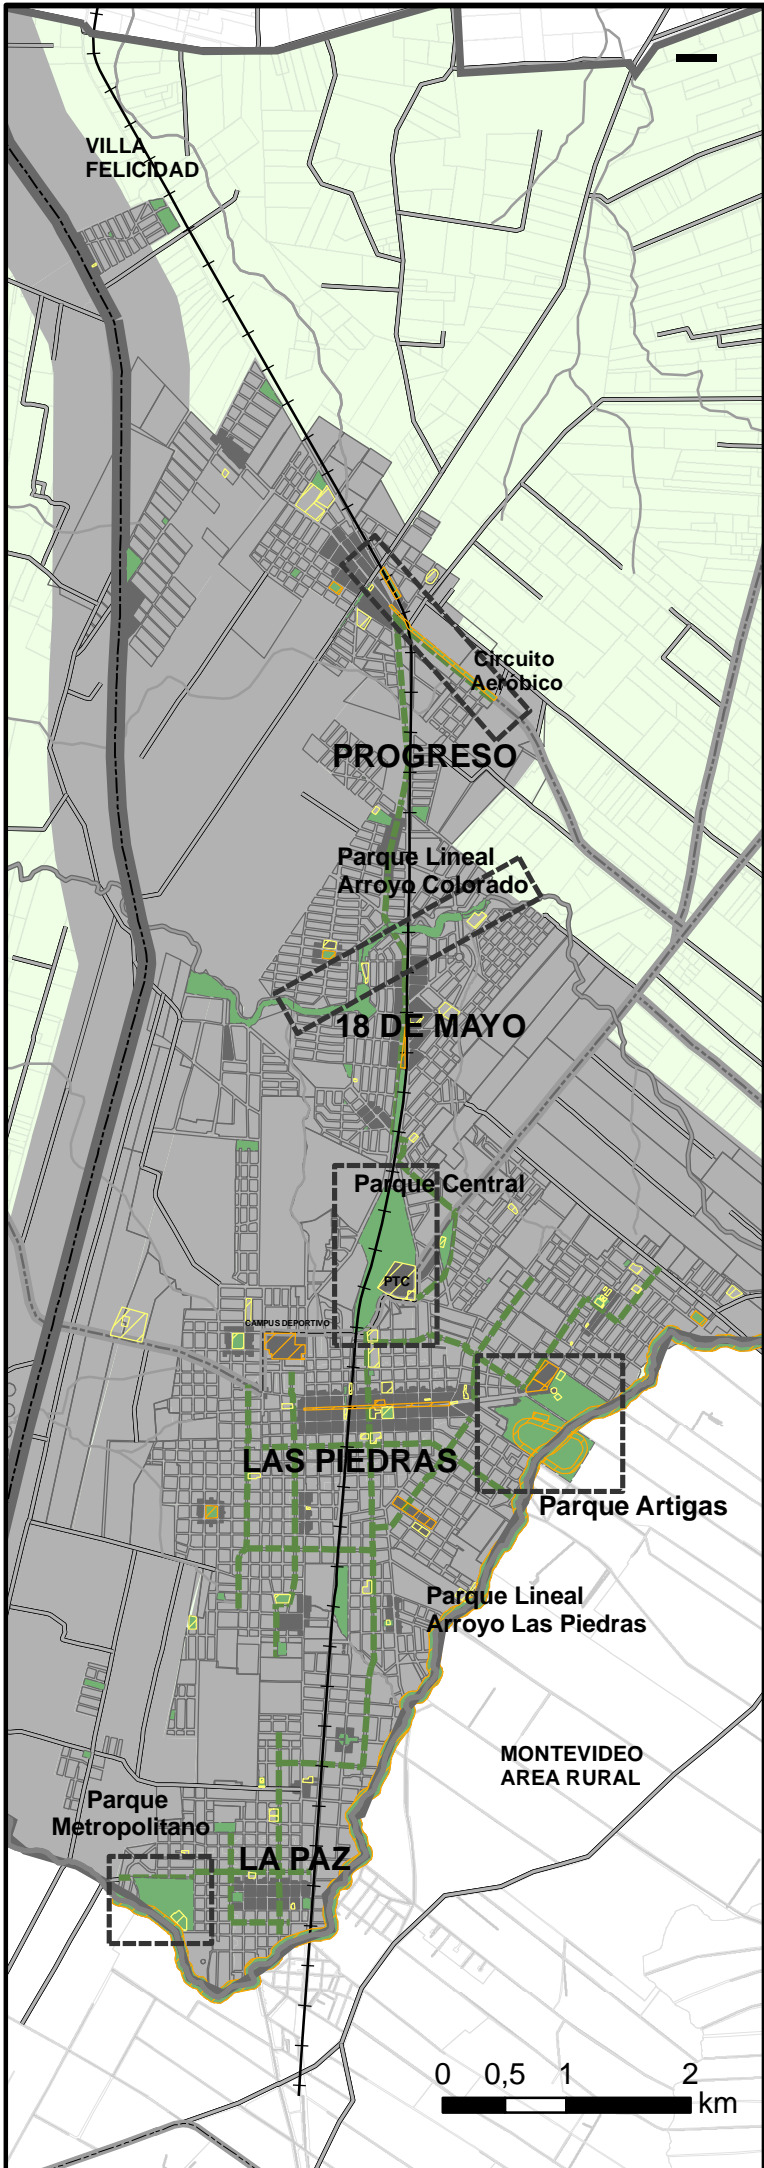 VILLA
FELICIDAD
Circuito
Aeróbico
PROGRESO
Parque Lineal
Arroyo Colorado
18 DE MAYO
Parque Central
PTC
CAMPUS DEPORTIVO
LAS PIEDRAS
Parque Artigas
Parque Lineal
Arroyo Las Piedras
MONTEVIDEO
AREA RURAL
Parque
Metropolitano
LA PAZ
0 0,5 1 2
km